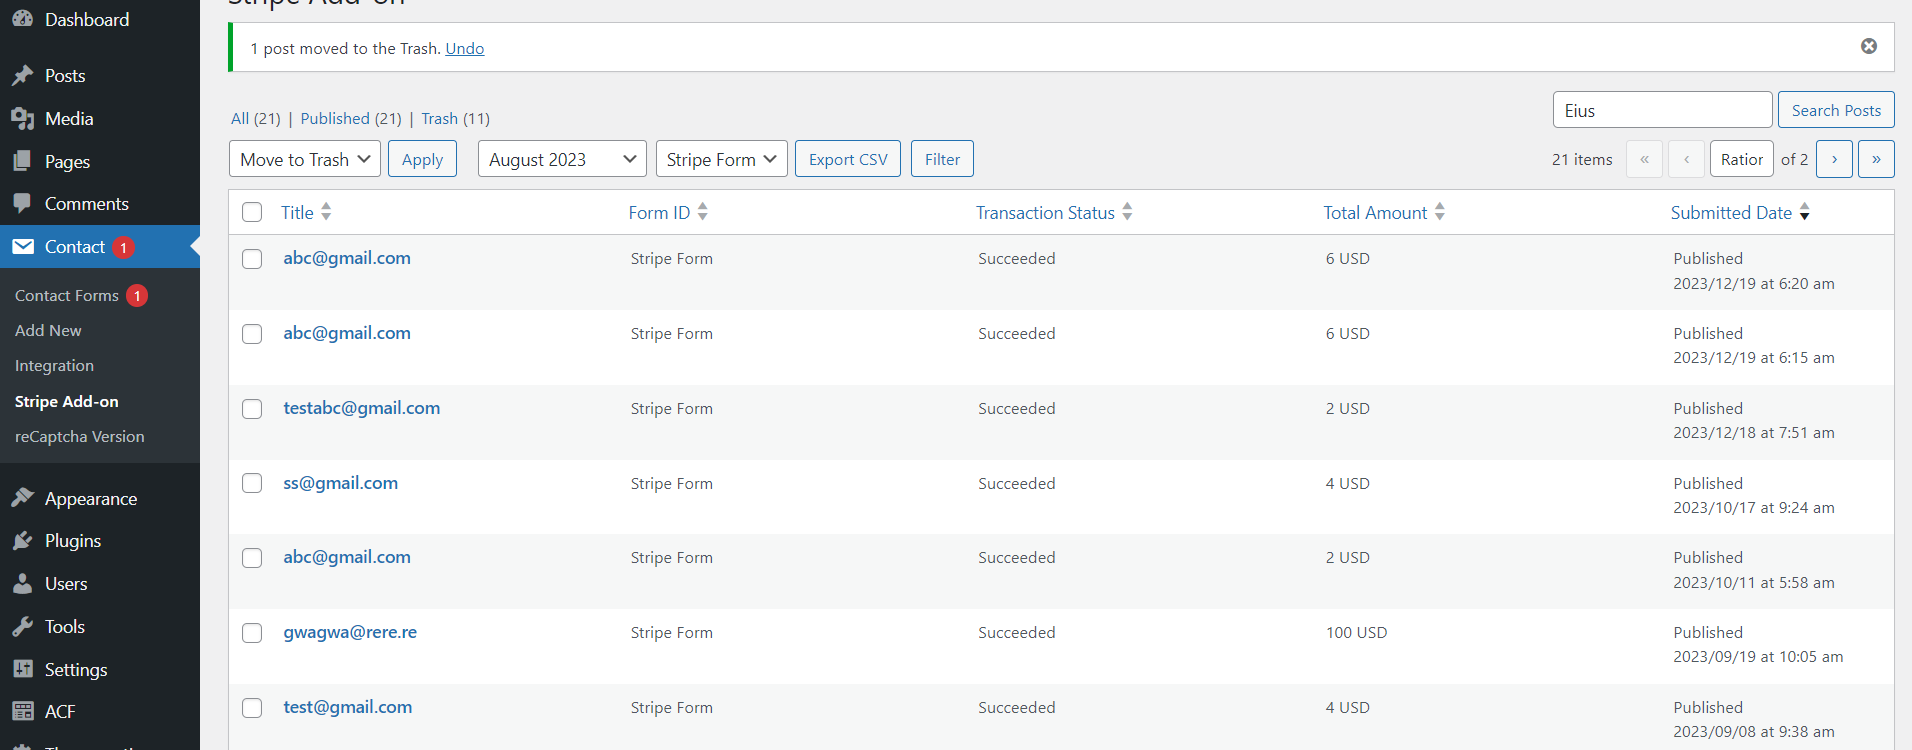 Dashboard
Posts
Media
Pages
Comments
Contact 1
Contact Forms 1
Add New
Integration
Stripe Add-on
reCaptcha Version
Appearance
Plugins
Users
Tools
Settings
ACF
Stripe Add-on
1 post moved to the Trash. Undo
All (21) | Published (21) | Trash (11)
Eius Search Posts
Move to Trash Apply August 2023 Stripe Form Export CSV Filter 21 items « ‹ Ratior of 2 › »
Title Form ID Transaction Status Total Amount Submitted Date
abc@gmail.com Stripe Form Succeeded 6 USD Published
2023/12/19 at 6:20 am
abc@gmail.com Stripe Form Succeeded 6 USD Published
2023/12/19 at 6:15 am
testabc@gmail.com Stripe Form Succeeded 2 USD Published
2023/12/18 at 7:51 am
ss@gmail.com Stripe Form Succeeded 4 USD Published
2023/10/17 at 9:24 am
abc@gmail.com Stripe Form Succeeded 2 USD Published
2023/10/11 at 5:58 am
gwagwa@rere.re Stripe Form Succeeded 100 USD Published
2023/09/19 at 10:05 am
test@gmail.com Stripe Form Succeeded 4 USD Published
2023/09/08 at 9:38 am